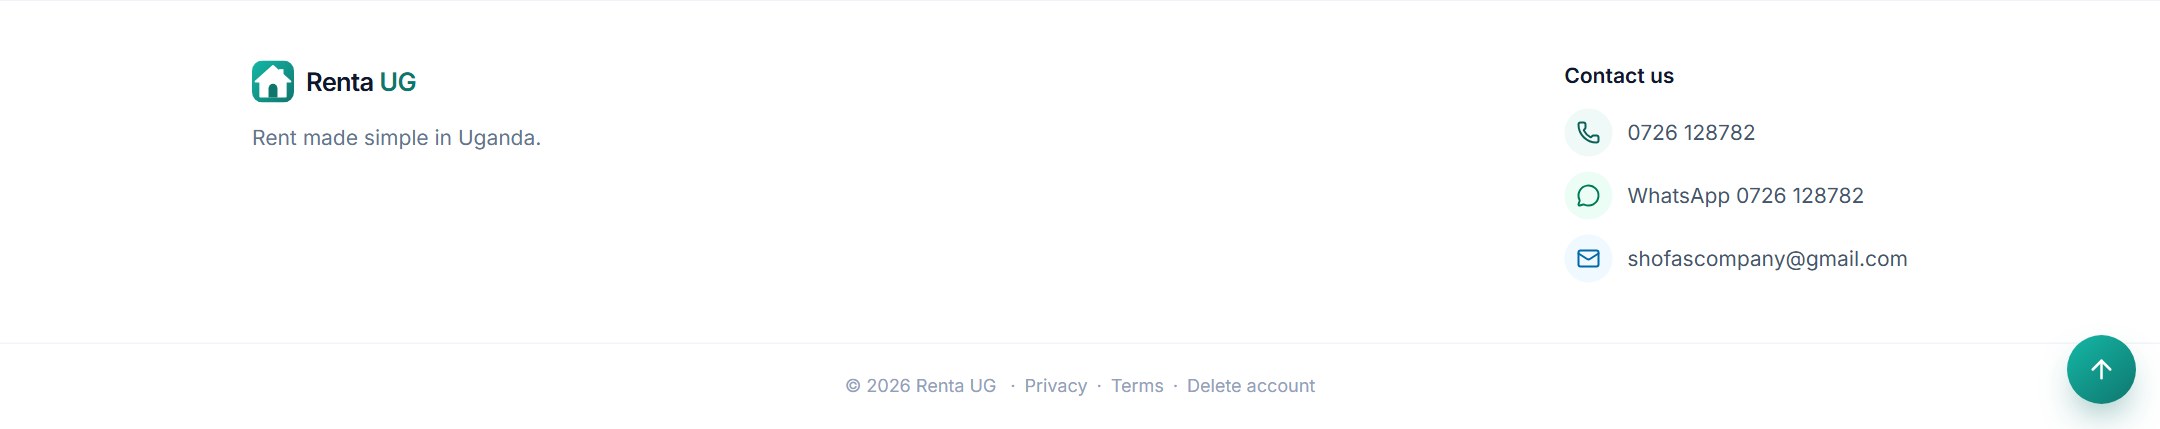 Renta UG
Rent made simple in Uganda.
Contact us
0726 128782
WhatsApp 0726 128782
shofascompany@gmail.com
© 2026 Renta UG · Privacy · Terms · Delete account